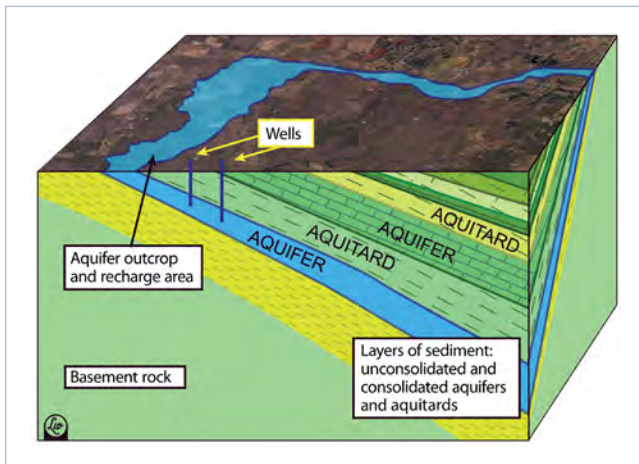 Wells
AQUITARD
AQUIFER
AQUITARD
AQUIFER
Aquifer outcrop
and recharge area
Layers of sediment:
unconsolidated and
consolidated aquifers
and aquitards
Basement rock